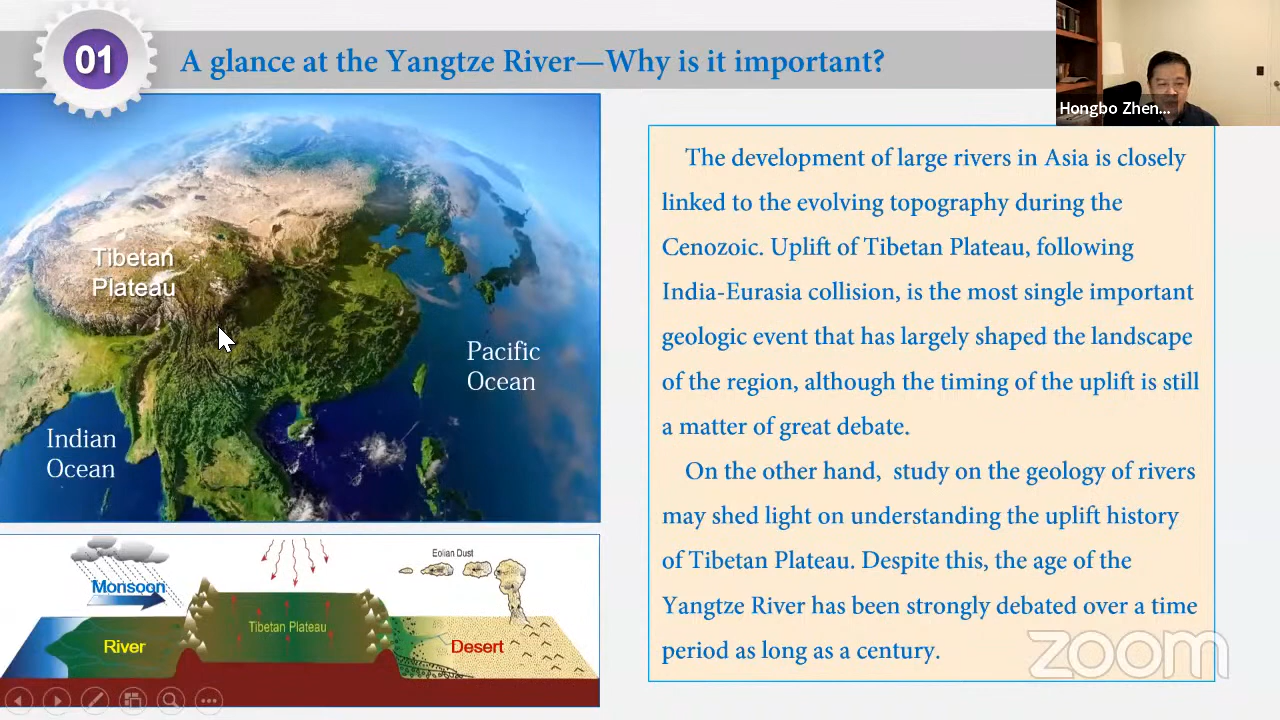 01
A glance at the Yangtze River—Why is it important?
Hongbo Zhen...
Tibetan
Plateau
Pacific
Ocean
Indian
Ocean
The development of large rivers in Asia is closely
linked to the evolving topography during the
Cenozoic. Uplift of Tibetan Plateau, following
India-Eurasia collision, is the most single important
geologic event that has largely shaped the landscape
of the region, although the timing of the uplift is still
a matter of great debate.
On the other hand, study on the geology of rivers
may shed light on understanding the uplift history
of Tibetan Plateau. Despite this, the age of the
Yangtze River has been strongly debated over a time
period as long as a century.
Eolian Dust
Monsoon
Tibetan Plateau
River
Desert
zoom